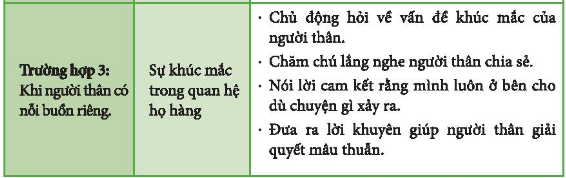 Trường hợp 3:
Khi người thân có
nỗi buồn riêng.
Sự khúc mắc
trong quan hệ
họ hàng
· Chủ động hỏi về vấn đề khúc mắc của
người thân.
· Chăm chú lắng nghe người thân chia sẻ.
· Nói lời cam kết rằng mình luôn ở bên cho
dù chuyện gì xảy ra.
· Đưa ra lời khuyên giúp người thân giải
quyết mâu thuẫn.